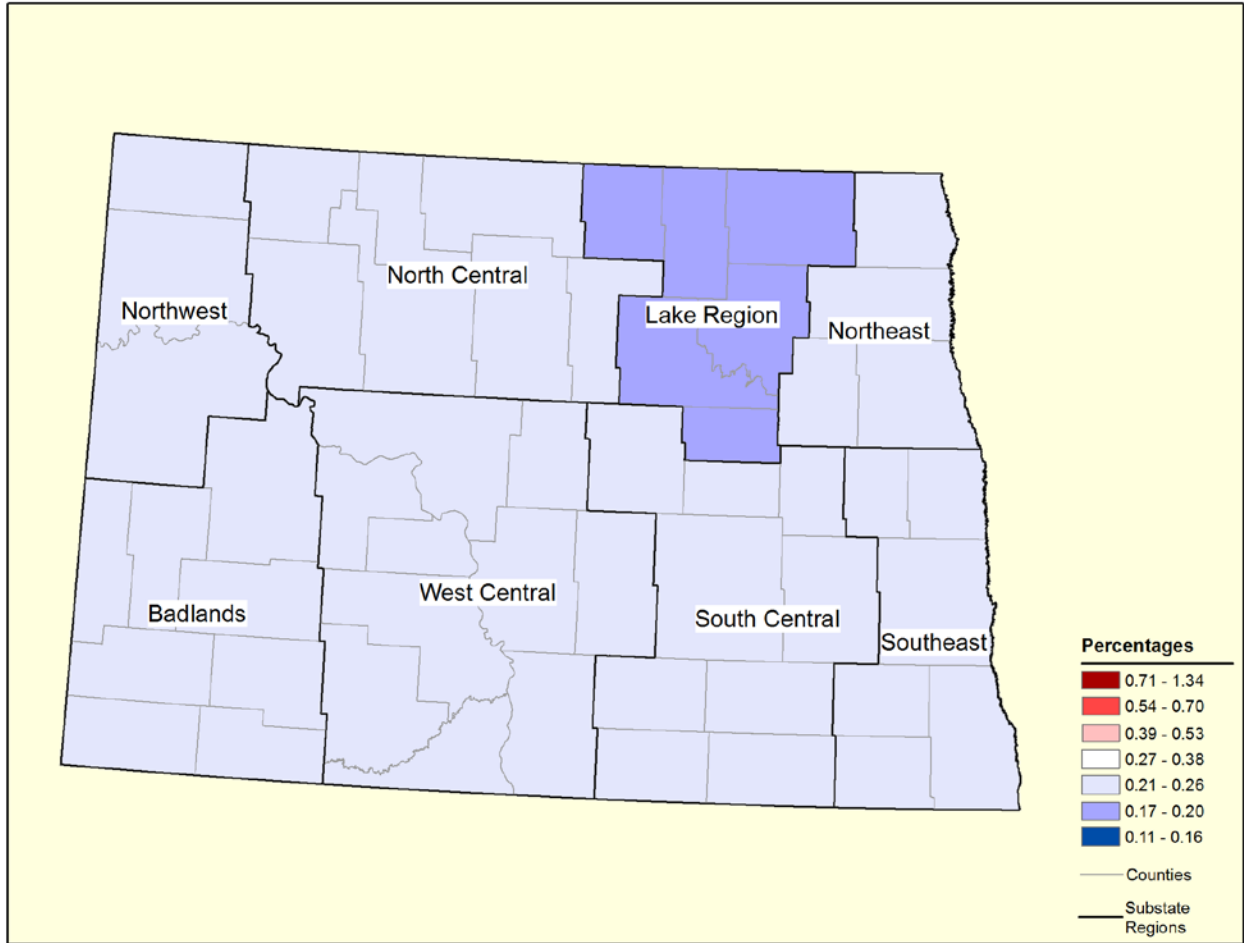 North Central
Northwest
Lake Region
Northeast
West Central
Badlands
South Central
Southeast
Percentages
0.71 - 1.34
0.54 - 0.70
0.39 - 0.53
0.27 - 0.38
0.21 - 0.26
0.17 - 0.20
0.11 - 0.16
Counties
Substate
Regions